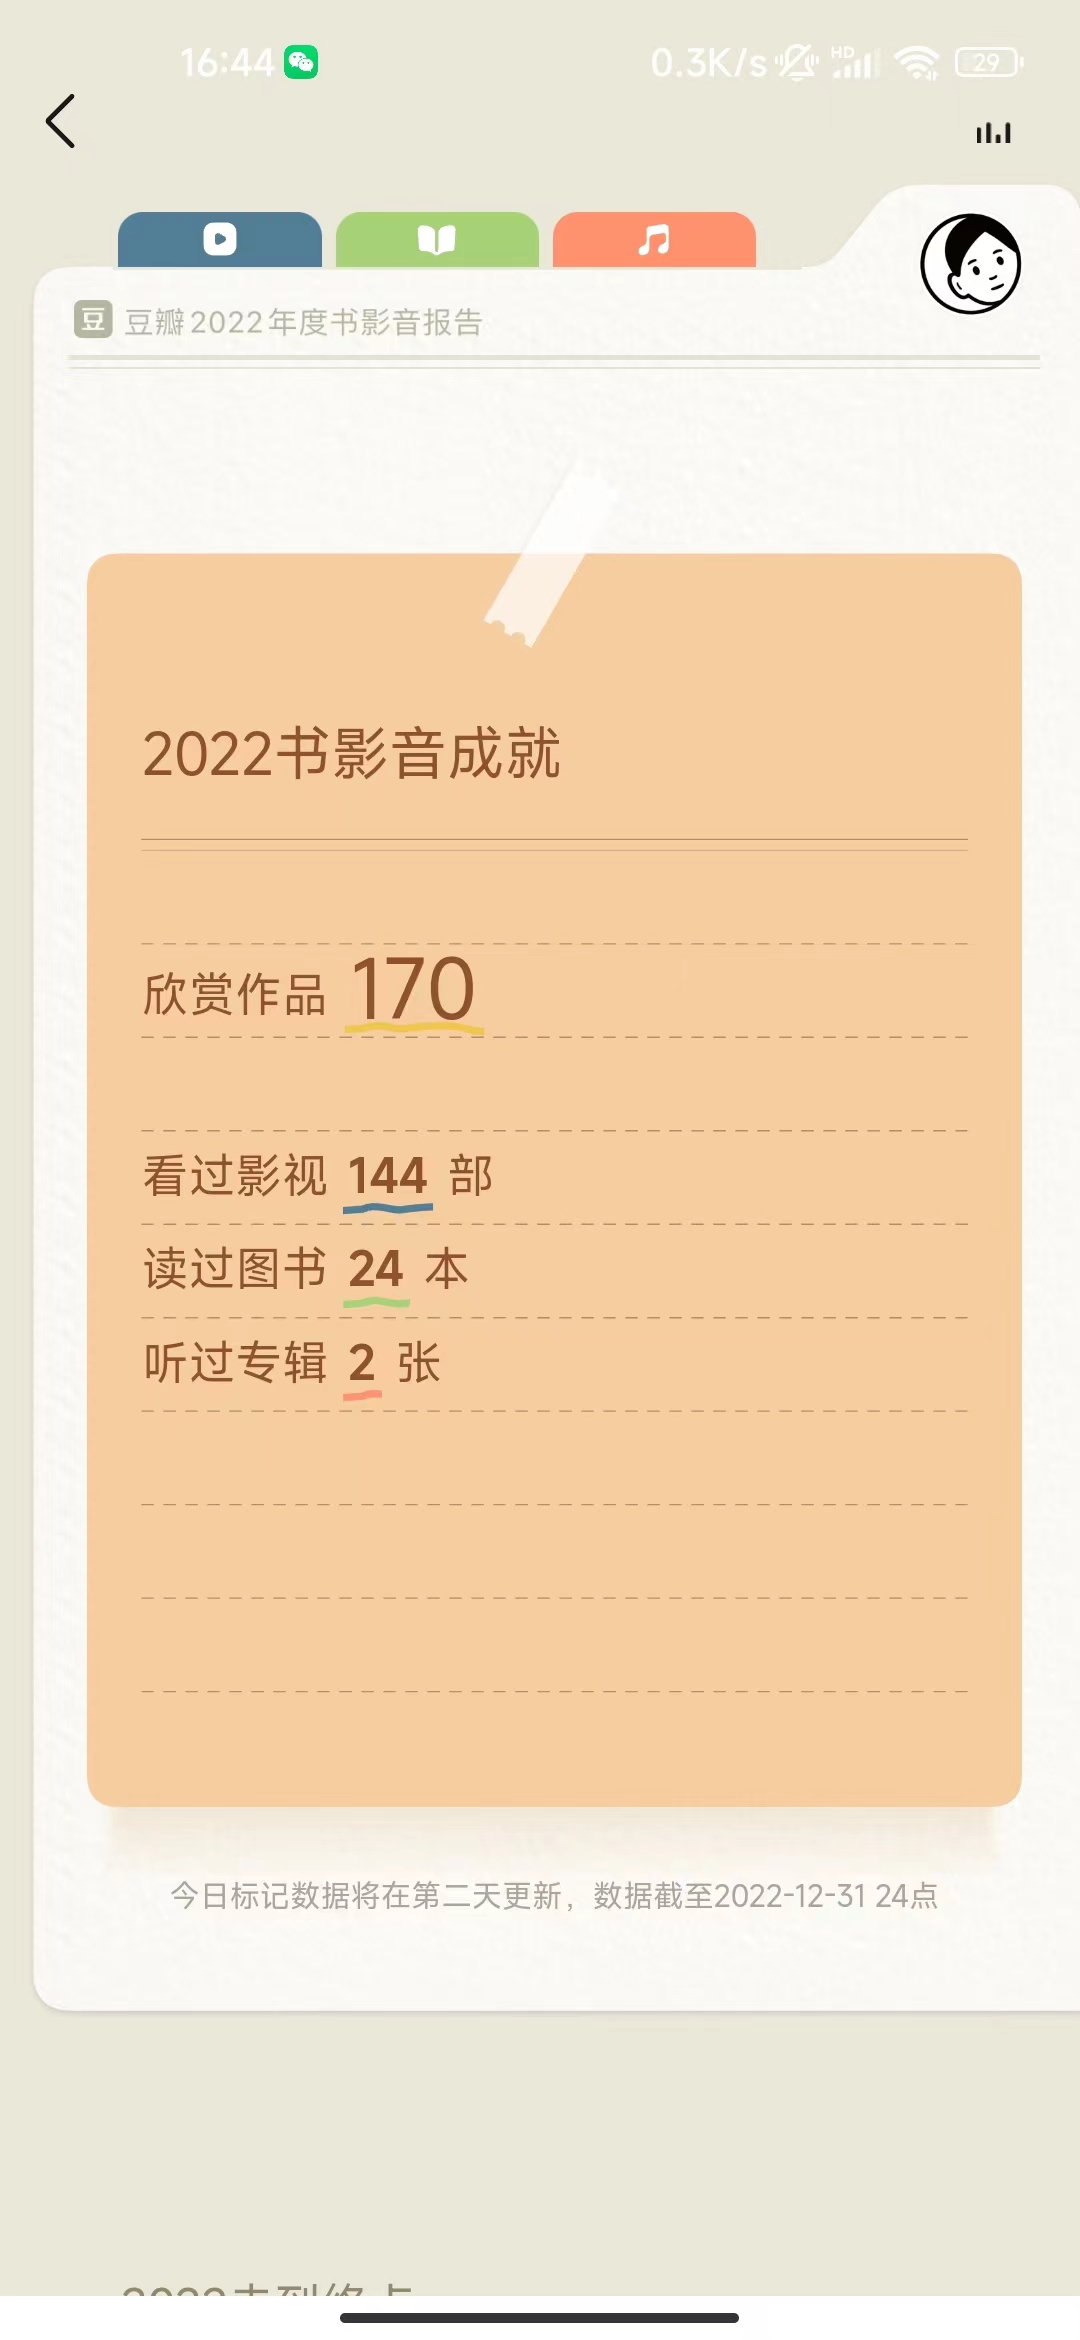 16:44 0.3K/s HD 29
豆 豆瓣2022年度书影音报告
2022书影音成就
欣赏作品 170
看过影视 144 部
读过图书 24 本
听过专辑 2 张
今日标记数据将在第二天更新，数据截至2022-12-31 24点